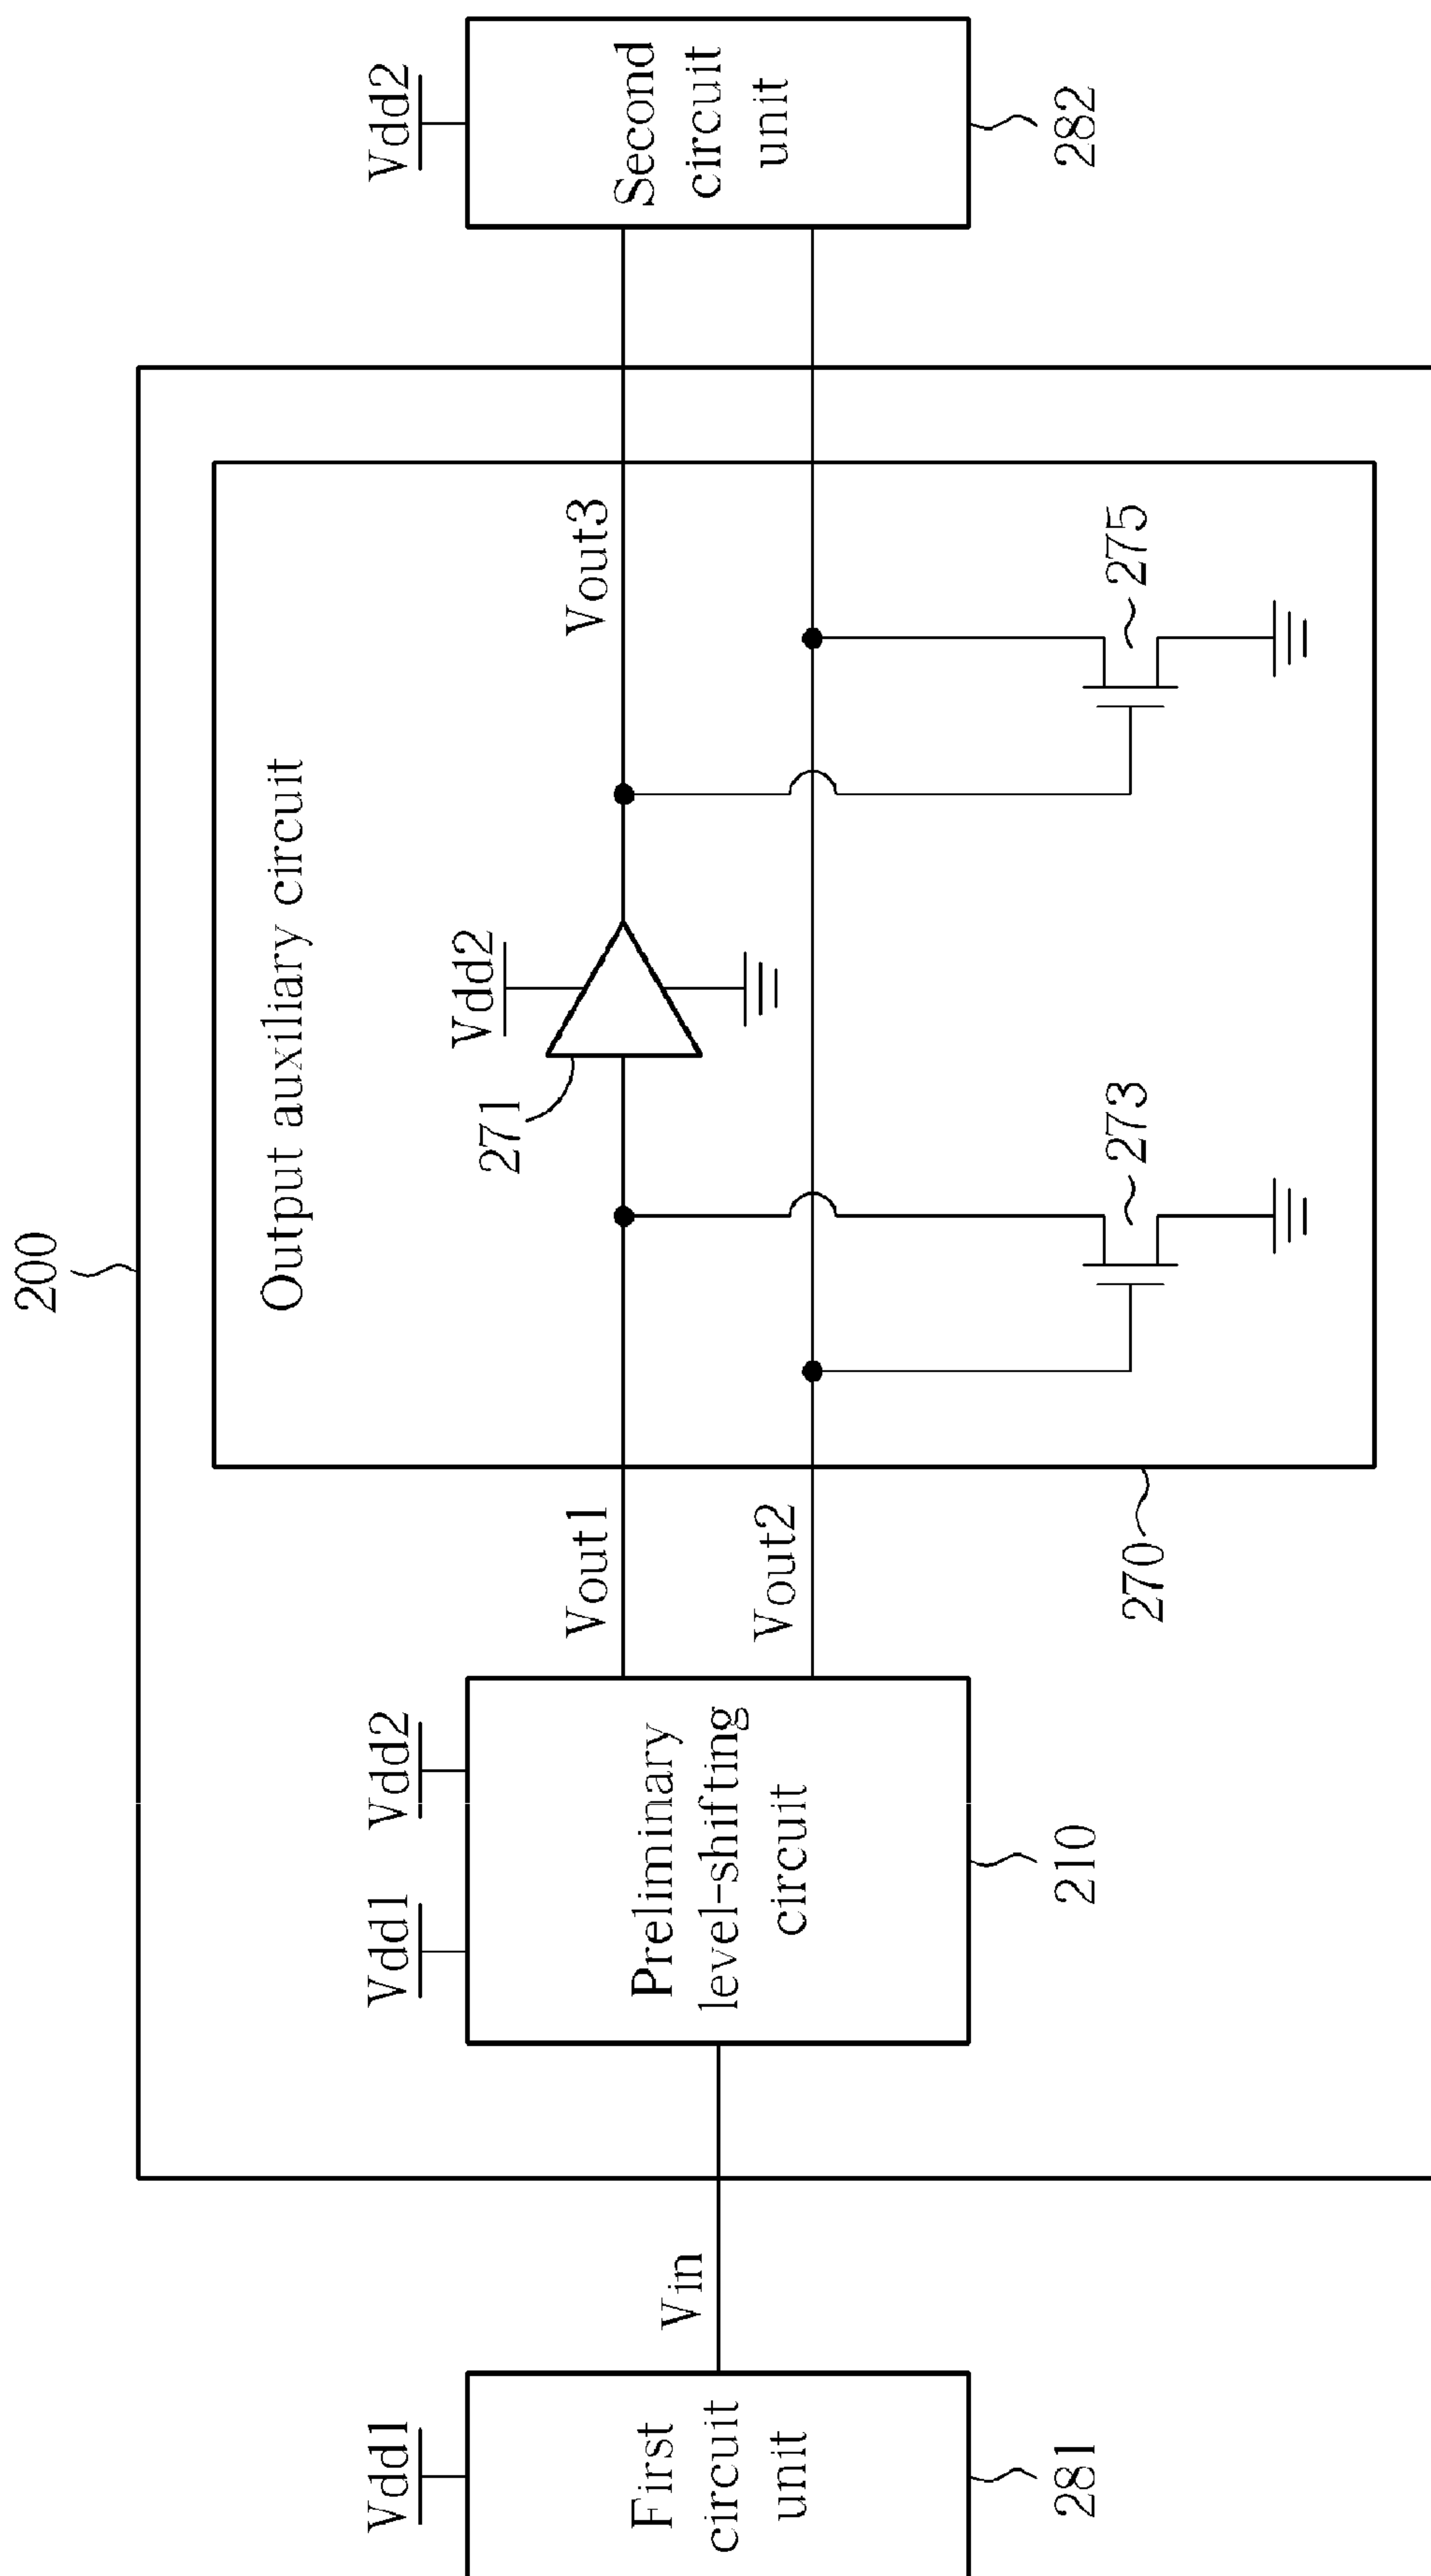 200
Output auxiliary circuit
Vdd1
First
circuit
unit
281
Vin
Vdd1
Vdd2
Preliminary
level-shifting
circuit
210
Vout1
Vout2
270
271
Vdd2
273
Vout3
275
Vdd2
Second
circuit
unit
282